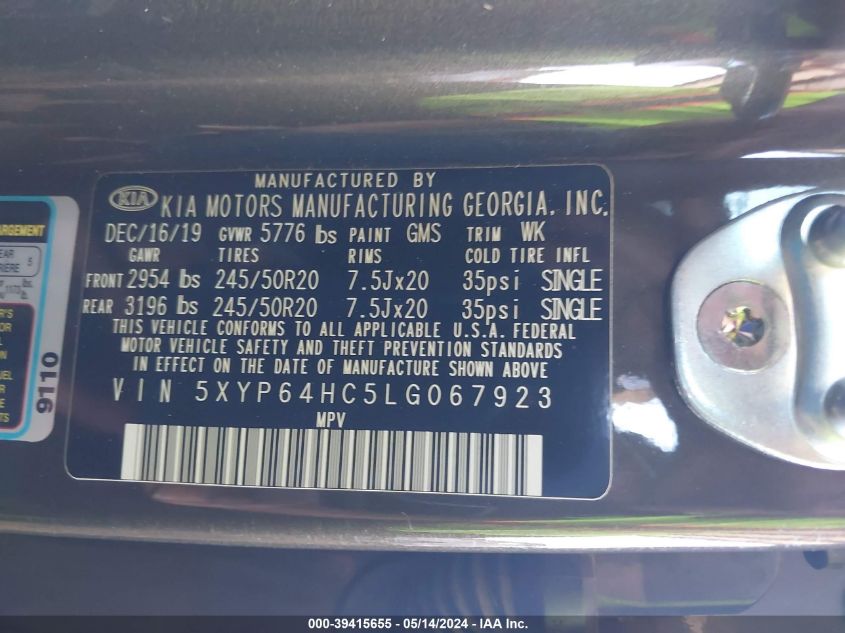 MANUFACTURED BY
KIA KIA MOTORS MANUFACTURING GEORGIA, INC.
DEC/16/19 GVWR 5776 lbs PAINT GMS TRIM WK
GAWR TIRES RIMS COLD TIRE INFL
FRONT 2954 lbs 245/50R20 7.5Jx20 35psi SINGLE
REAR 3196 lbs 245/50R20 7.5Jx20 35psi SINGLE
THIS VEHICLE CONFORMS TO ALL APPLICABLE U.S.A. FEDERAL
MOTOR VEHICLE SAFETY AND THEFT PREVENTION STANDARDS
IN EFFECT ON THE DATE OF MANUFACTURE SHOWN ABOVE
VIN 5XYP64HC5LG067923
MPV
9110
000-39415655 - 05/14/2024 - IAA Inc.